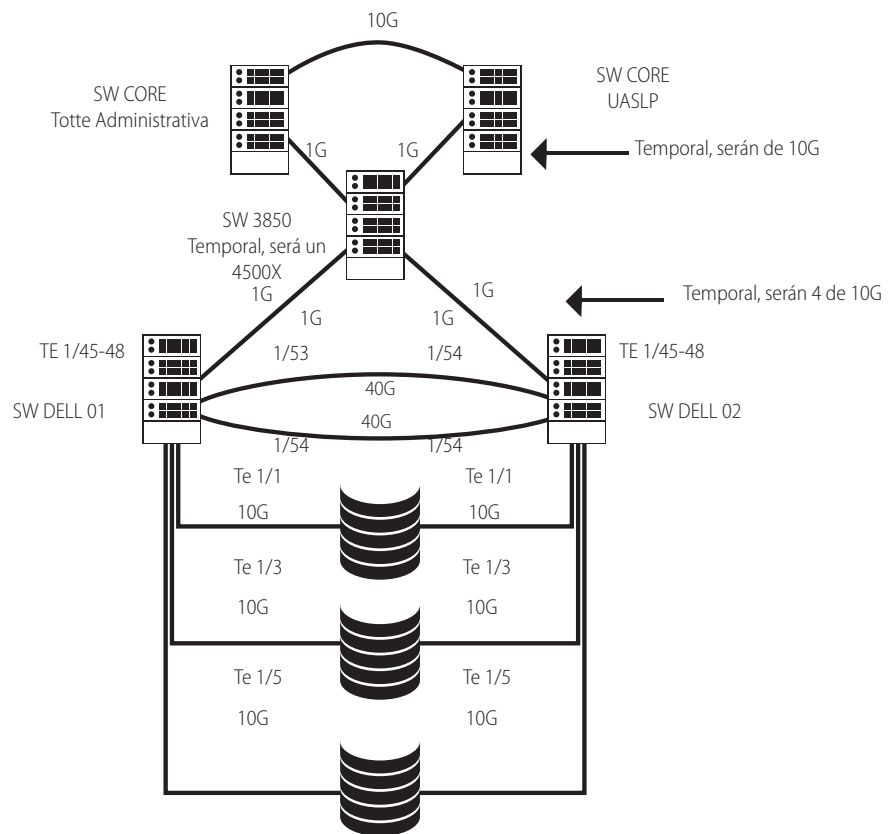 10G
SW CORE
Totte Administrativa
SW CORE
UASLP
1G
1G
Temporal, serán de 10G
SW 3850
Temporal, será un
4500X
1G
1G
Temporal, serán 4 de 10G
1G
1G
TE 1/45-48
1/53
1/54
TE 1/45-48
40G
SW DELL 01
40G
SW DELL 02
1/54
1/54
Te 1/1
Te 1/1
10G
10G
Te 1/3
Te 1/3
10G
10G
Te 1/5
Te 1/5
10G
10G